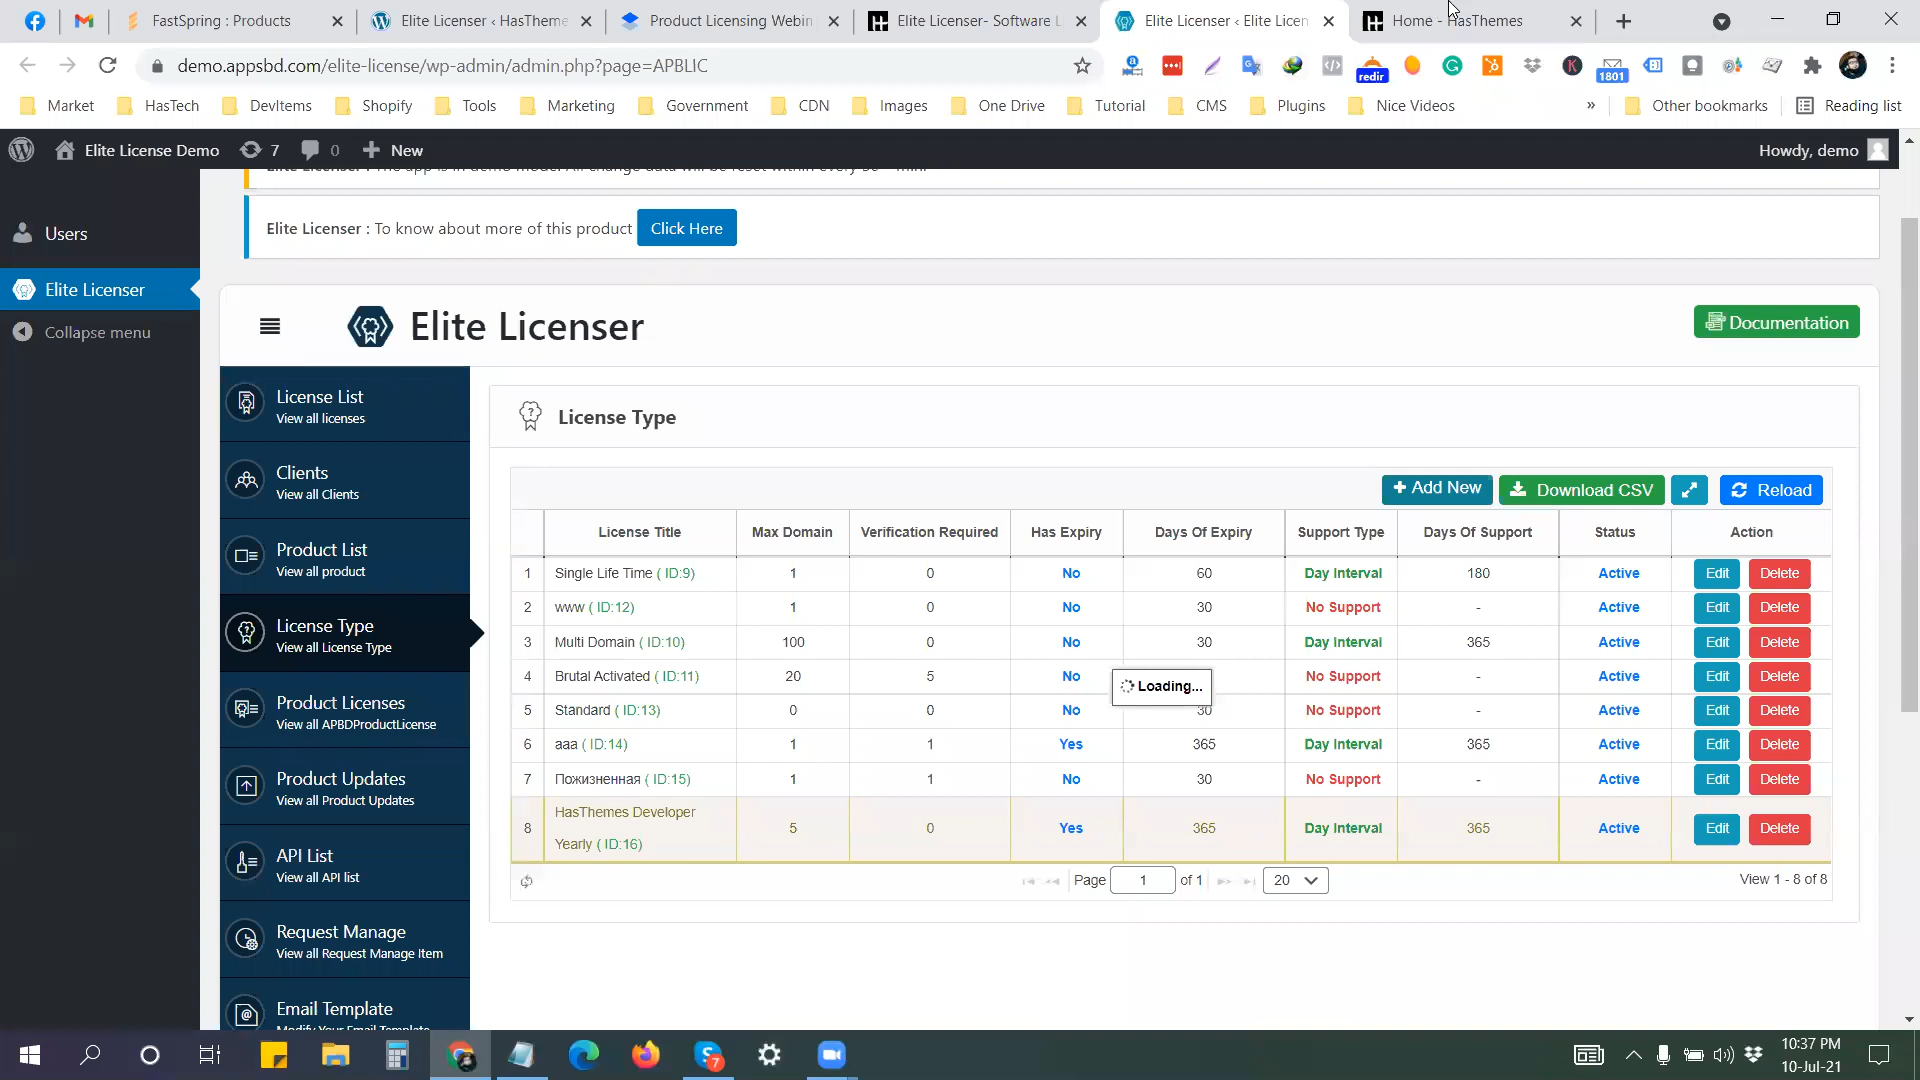 FastSpring : Products
Elite Licenser ‹ HasTheme
Product Licensing Webin
Elite Licenser- Software L
Elite Licenser ‹ Elite Licen
Home - HasThemes
demo.appsbd.com/elite-license/wp-admin/admin.php?page=APBLIC
redir
1801
Market
HasTech
DevItems
Shopify
Tools
Marketing
Government
CDN
Images
One Drive
Tutorial
CMS
Plugins
Nice Videos
»
Other bookmarks
Reading list
Elite License Demo
7
0
New
Howdy, demo
Users
Elite Licenser
Collapse menu
Elite Licenser : To know about more of this product Click Here
Elite Licenser
Documentation
License List
View all licenses
Clients
View all Clients
Product List
View all product
License Type
View all License Type
Product Licenses
View all APBDProductLicense
Product Updates
View all Product Updates
API List
View all API list
Request Manage
View all Request Manage Item
Email Template
Modify Your Email Template
License Type
Add New
Download CSV
Reload
License Title Max Domain Verification Required Has Expiry Days Of Expiry Support Type Days Of Support Status Action
1 Single Life Time ( ID:9) 1 0 No 60 Day Interval 180 Active Edit Delete
2 www ( ID:12) 1 0 No 30 No Support - Active Edit Delete
3 Multi Domain ( ID:10) 100 0 No 30 Day Interval 365 Active Edit Delete
4 Brutal Activated ( ID:11) 20 5 No No Support - Active Edit Delete
Loading...
5 Standard ( ID:13) 0 0 No 30 No Support - Active Edit Delete
6 aaa ( ID:14) 1 1 Yes 365 Day Interval 365 Active Edit Delete
7 Пожизненная ( ID:15) 1 1 No 30 No Support - Active Edit Delete
8 HasThemes Developer
Yearly ( ID:16) 5 0 Yes 365 Day Interval 365 Active Edit Delete
Page 1 of 1 20
View 1 - 8 of 8
7
10:37 PM
10-Jul-21